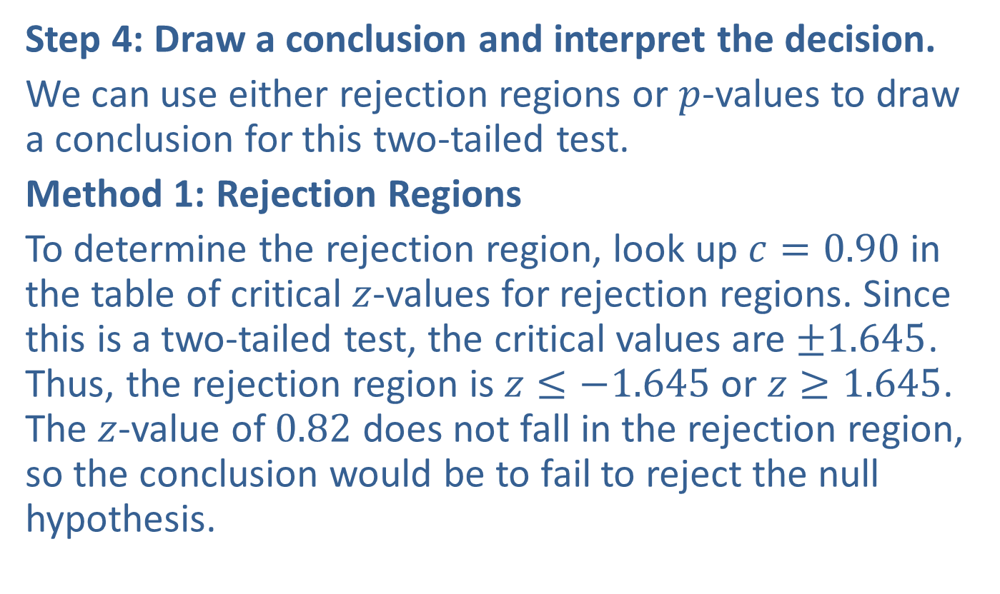 Step 4: Draw a conclusion and interpret the decision.
We can use either rejection regions or p-values to draw
a conclusion for this two-tailed test.
Method 1: Rejection Regions
To determine the rejection region, look up c = 0.90 in
the table of critical z-values for rejection regions. Since
this is a two-tailed test, the critical values are ±1.645.
Thus, the rejection region is z ≤ −1.645 or z ≥ 1.645.
The z-value of 0.82 does not fall in the rejection region,
so the conclusion would be to fail to reject the null
hypothesis.